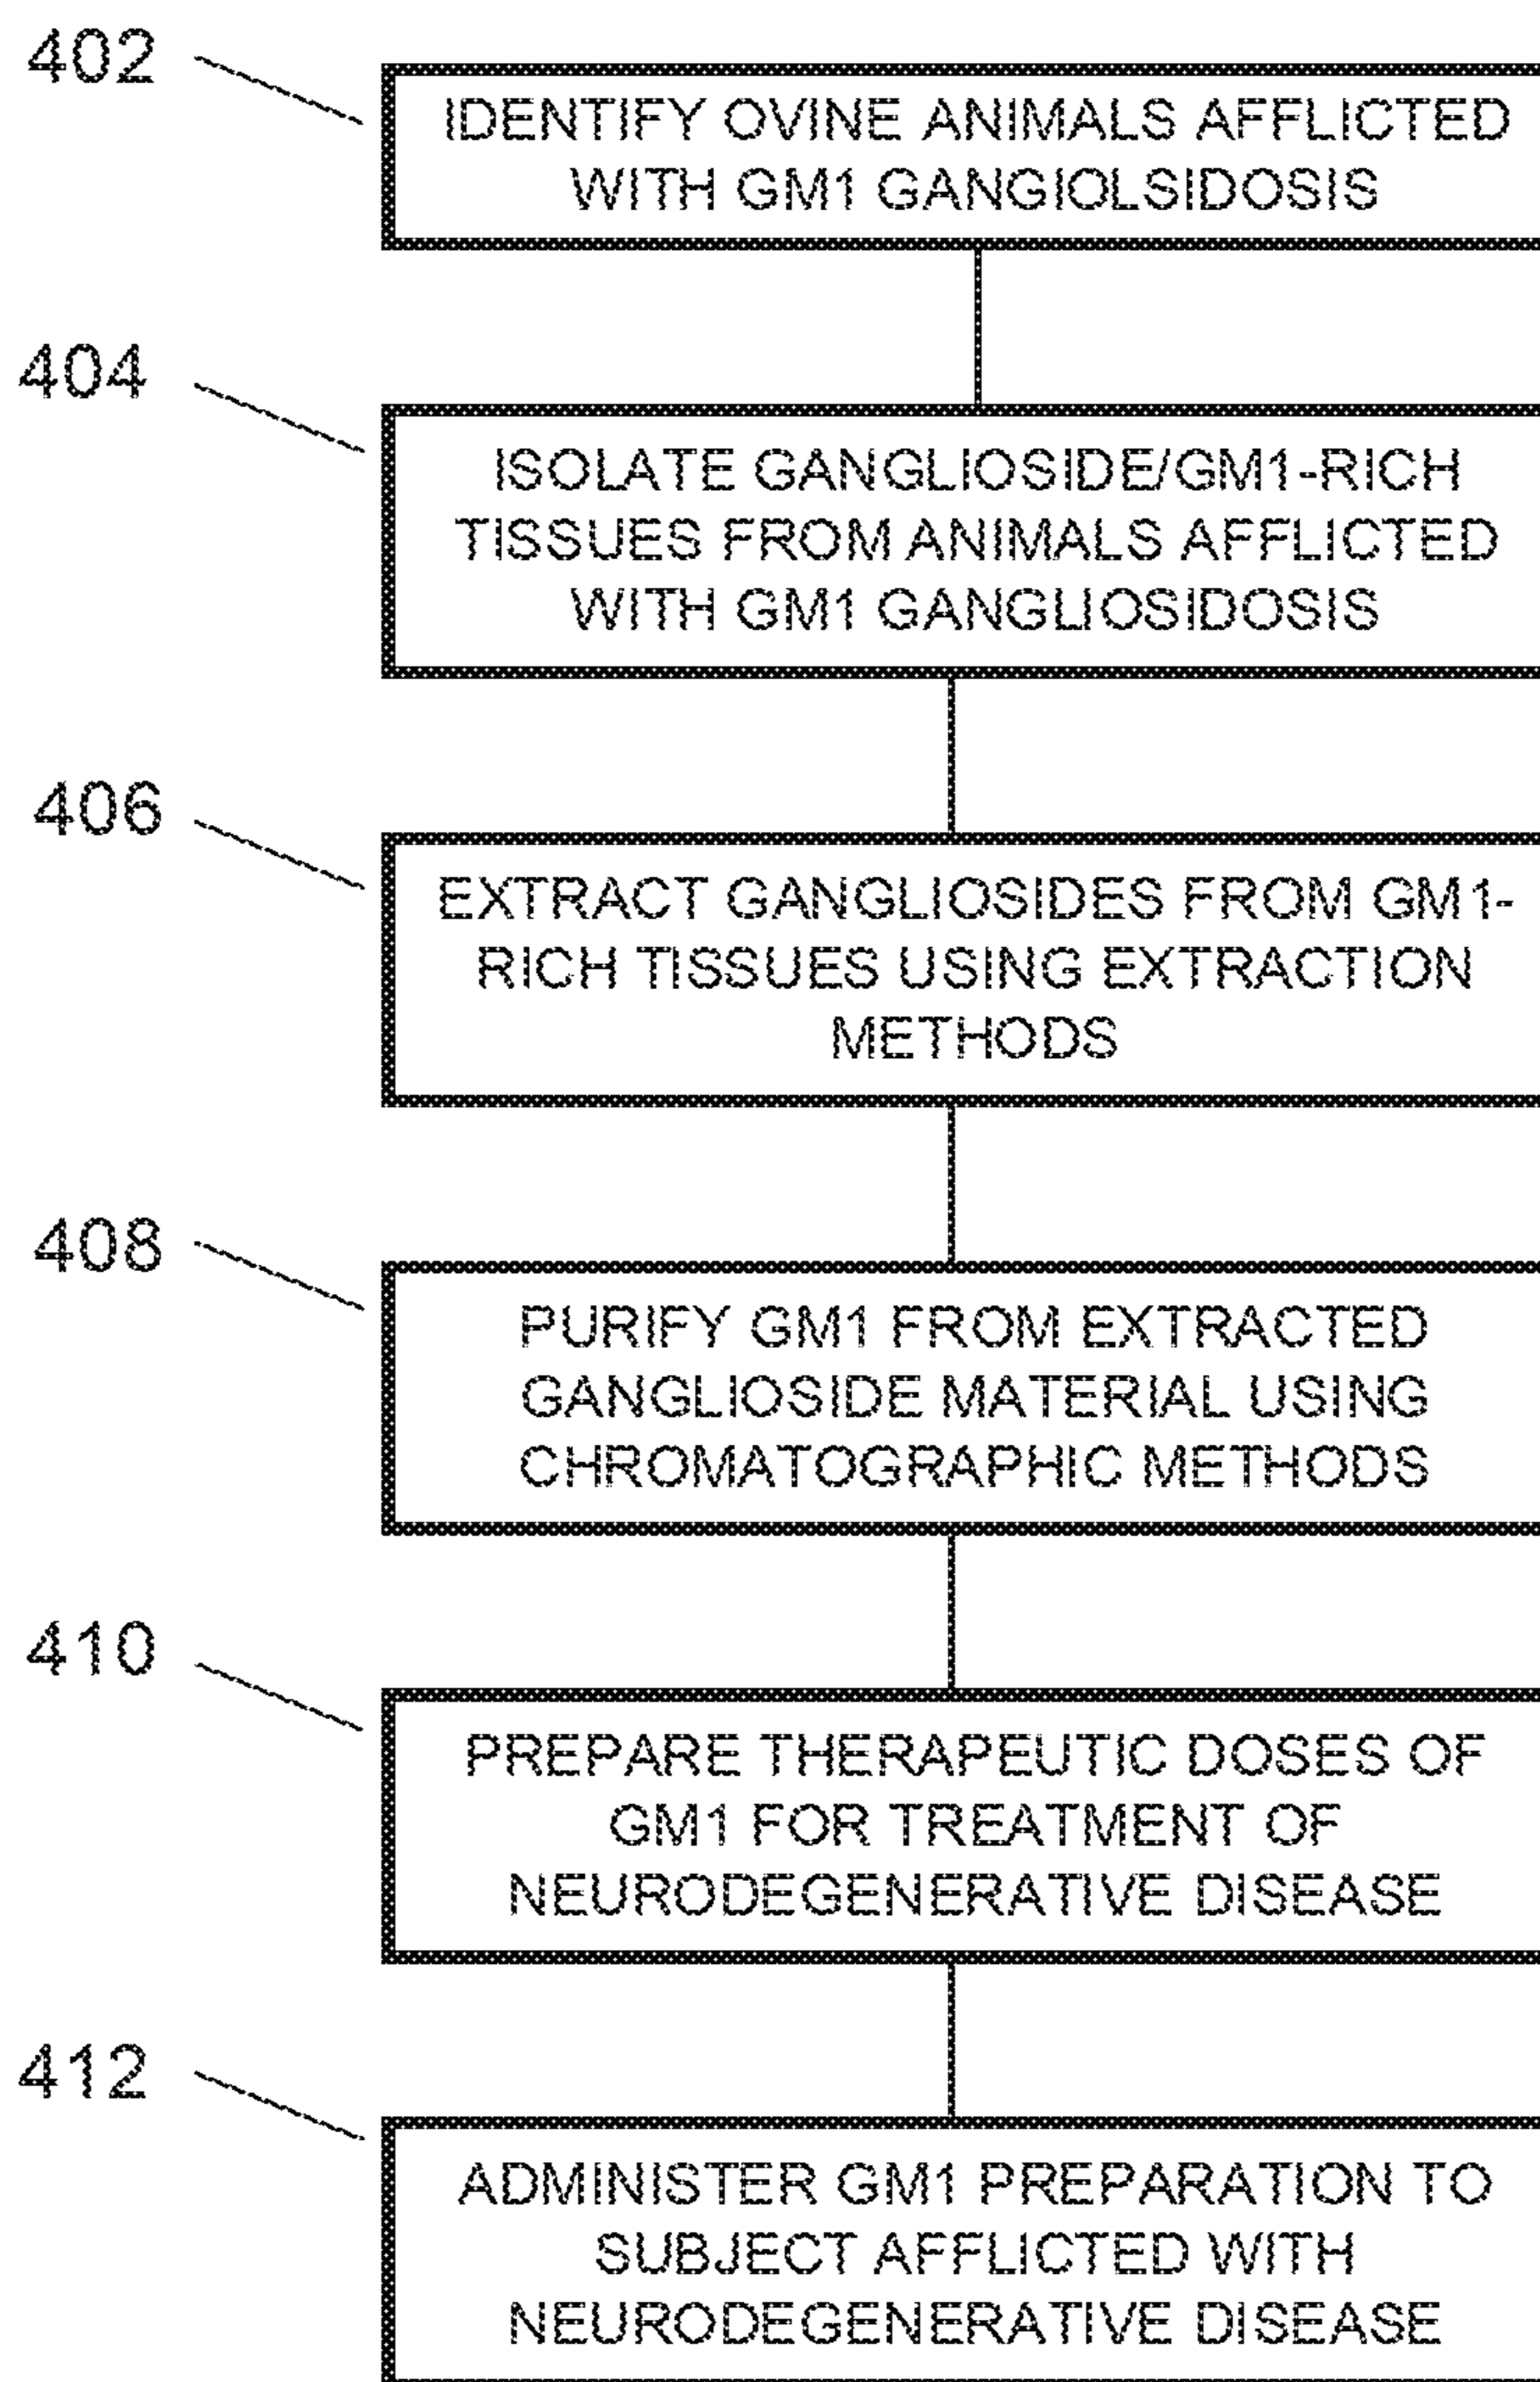 402
IDENTIFY OVINE ANIMALS AFFLICTED
WITH GM1 GANGIOLSIDOSIS
404
ISOLATE GANGLIOSIDE/GM1-RICH
TISSUES FROM ANIMALS AFFLICTED
WITH GM1 GANGLIOSIDOSIS
406
EXTRACT GANGLIOSIDES FROM GM1-
RICH TISSUES USING EXTRACTION
METHODS
408
PURIFY GM1 FROM EXTRACTED
GANGLIOSIDE MATERIAL USING
CHROMATOGRAPHIC METHODS
410
PREPARE THERAPEUTIC DOSES OF
GM1 FOR TREATMENT OF
NEURODEGENERATIVE DISEASE
412
ADMINISTER GM1 PREPARATION TO
SUBJECT AFFLICTED WITH
NEURODEGENERATIVE DISEASE